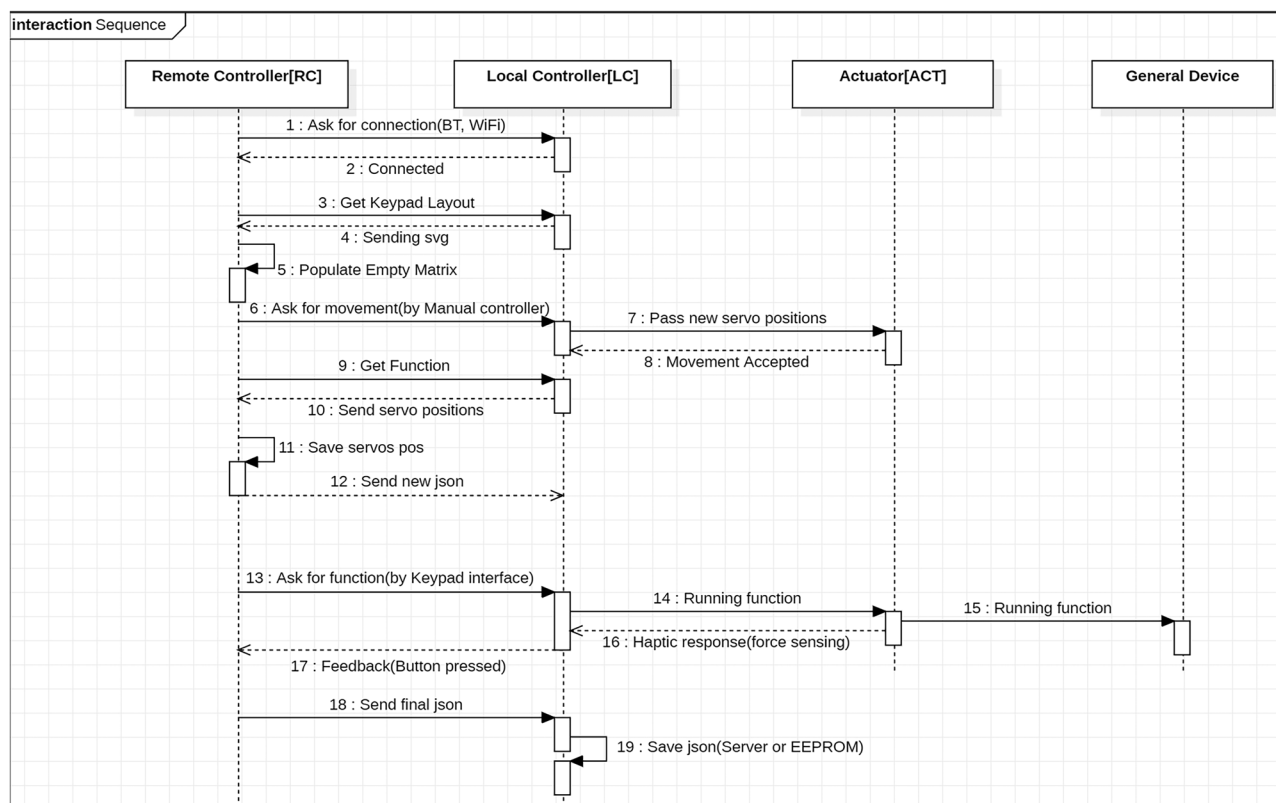 interaction Sequence
Remote Controller[RC]
Local Controller[LC]
Actuator[ACT]
General Device
1 : Ask for connection(BT, WiFi)
2 : Connected
3 : Get Keypad Layout
4 : Sending svg
5 : Populate Empty Matrix
6 : Ask for movement(by Manual controller)
7 : Pass new servo positions
8 : Movement Accepted
9 : Get Function
10 : Send servo positions
11 : Save servos pos
12 : Send new json
13 : Ask for function(by Keypad interface)
14 : Running function
15 : Running function
16 : Haptic response(force sensing)
17 : Feedback(Button pressed)
18 : Send final json
19 : Save json(Server or EEPROM)